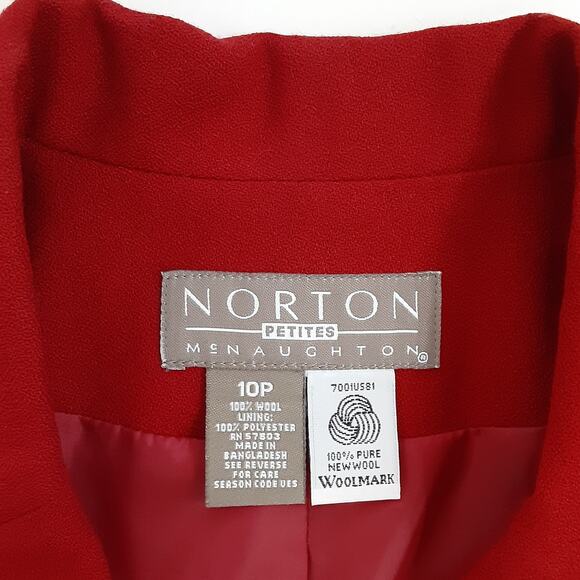 NORTON
PETITES
McNAUGHTON®
10P
100% WOOL
LINING:
100% POLYESTER
RN 57803
MADE IN
BANGLADESH
SEE REVERSE
FOR CARE
SEASON CODE UES
7001US81
100% PURE
NEW WOOL
WOOLMARK